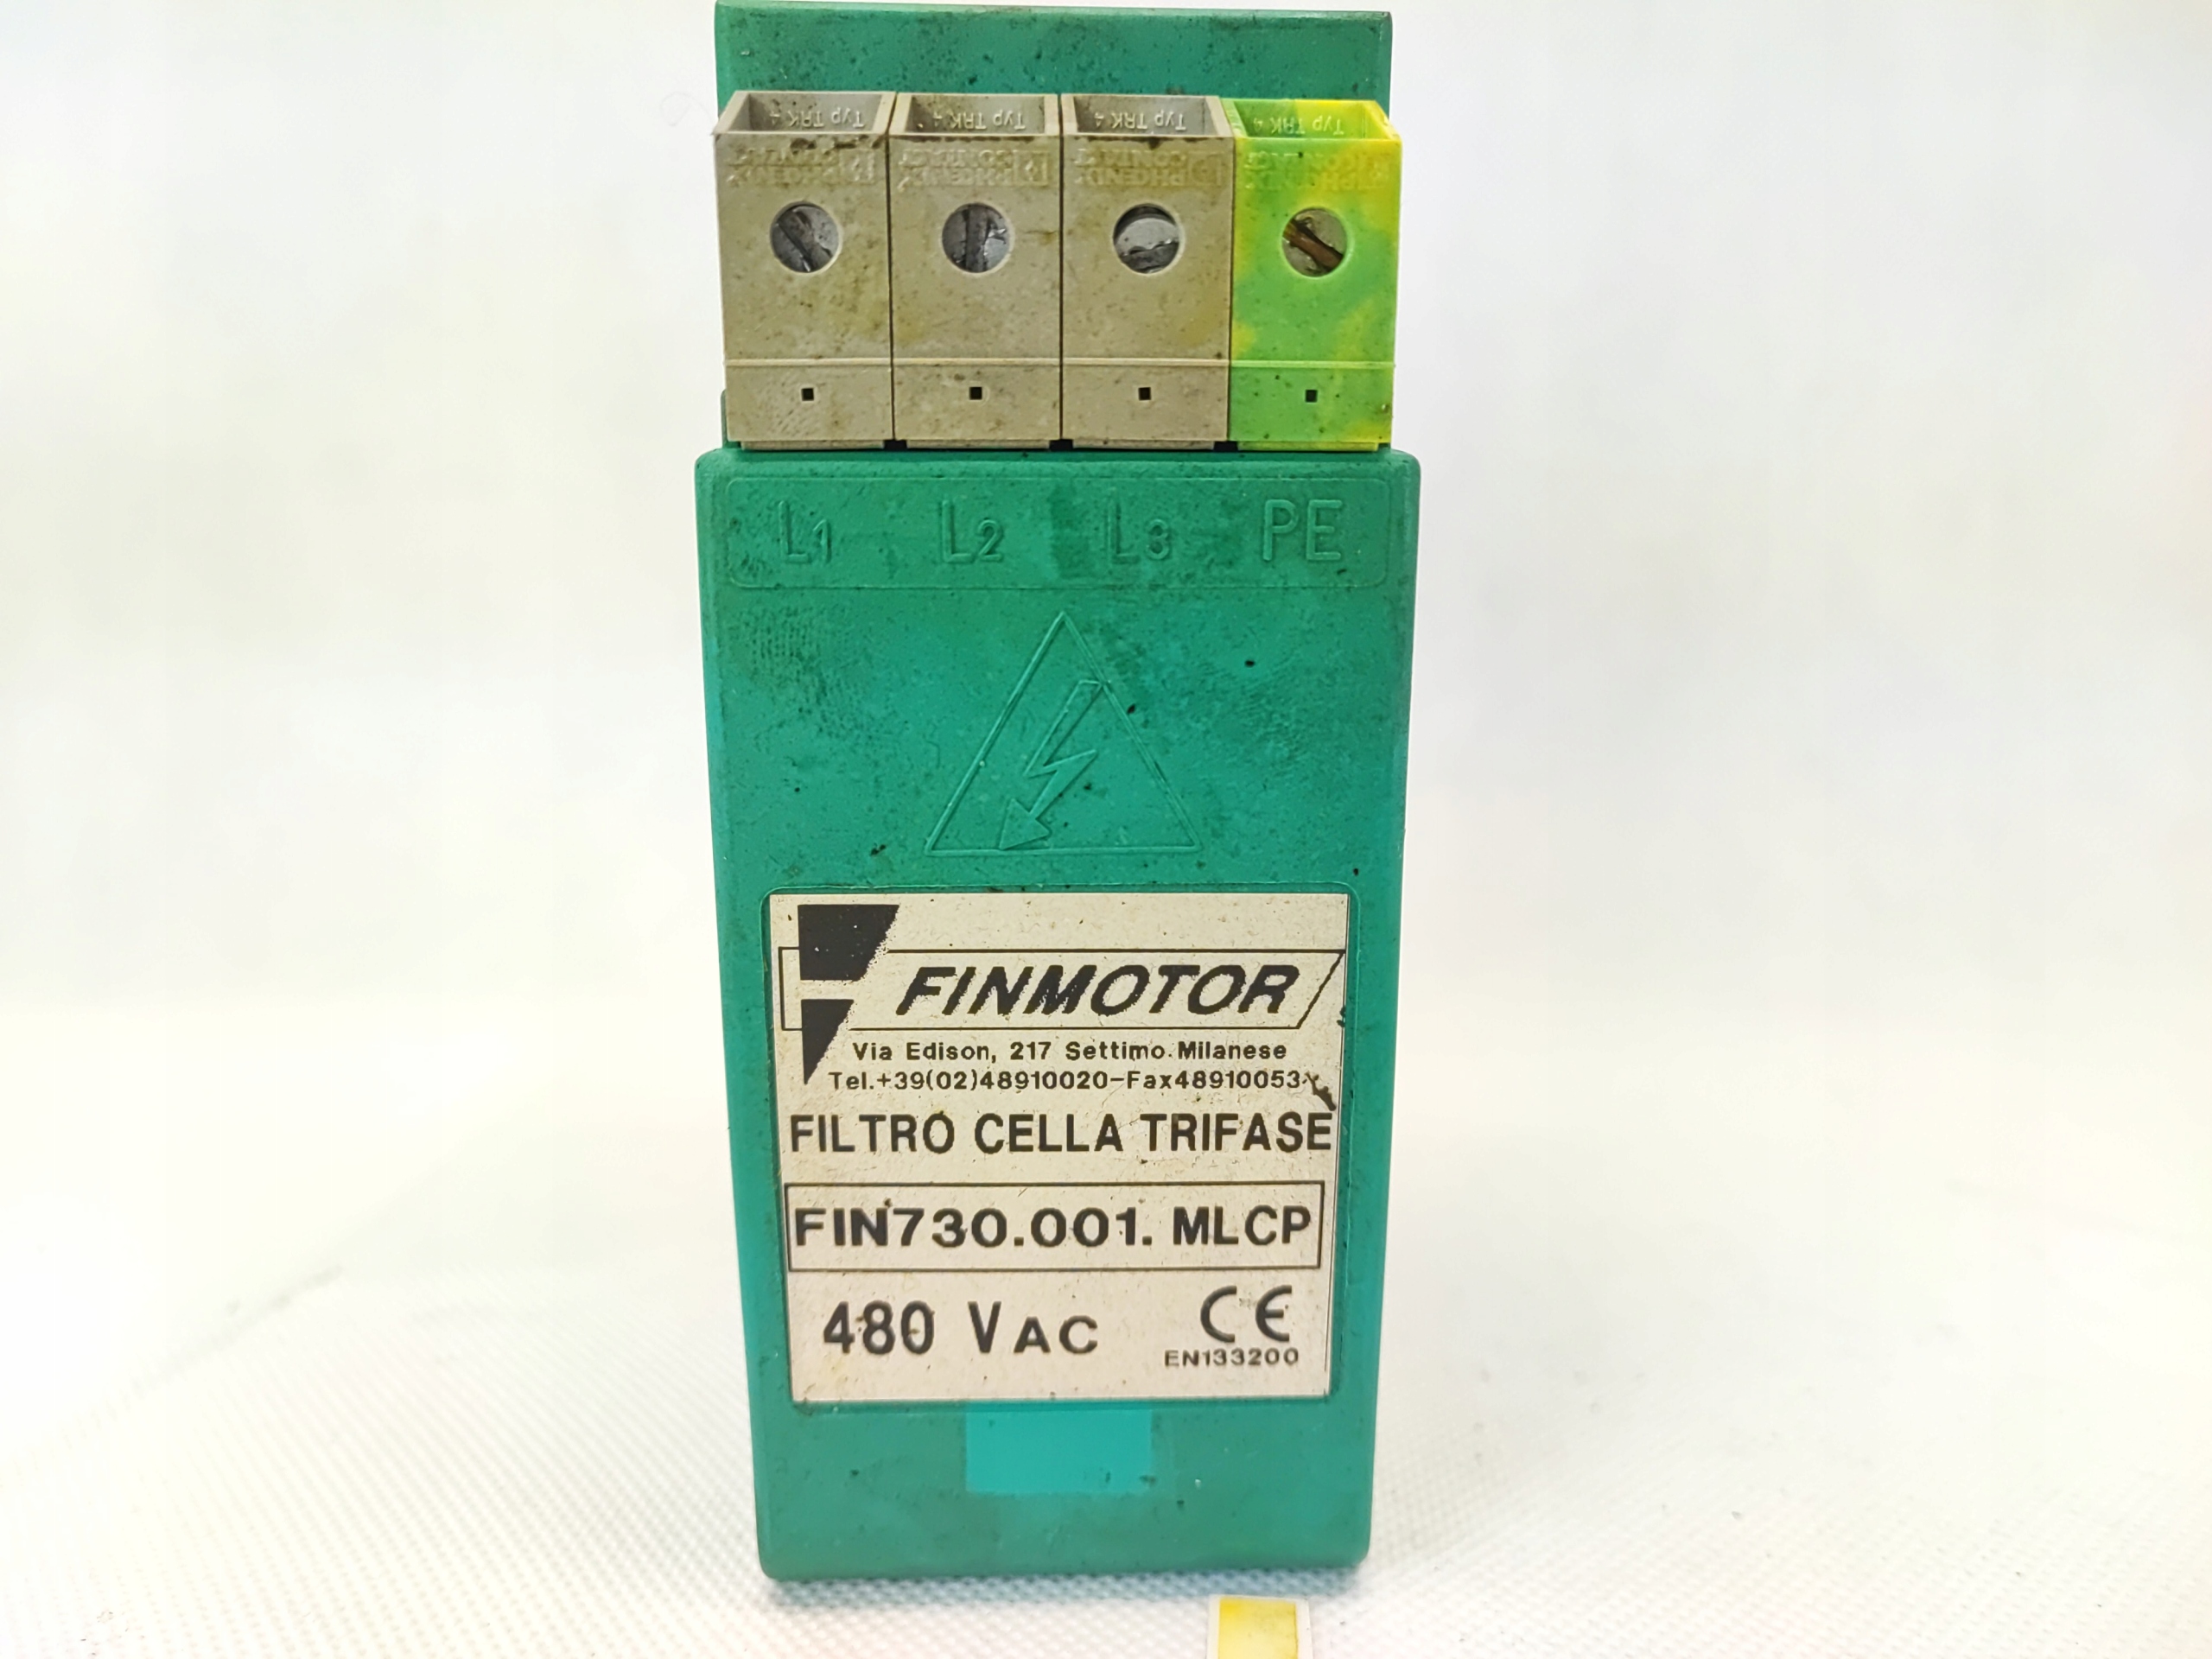 Typ TRK 4 Typ TRK 4 Typ TRK 4 Typ TRK 4
PHOENIX PHOENIX PHOENIX PHOENIX
CONTACT CONTACT CONTACT CONTACT
L1 L2 L3 PE
FINMOTOR
Via Edison, 217 Settimo Milanese
Tel.+39(02)48910020-Fax48910053
FILTRO CELLA TRIFASE
FIN730.001. MLCP
480 VAC CE
EN133200